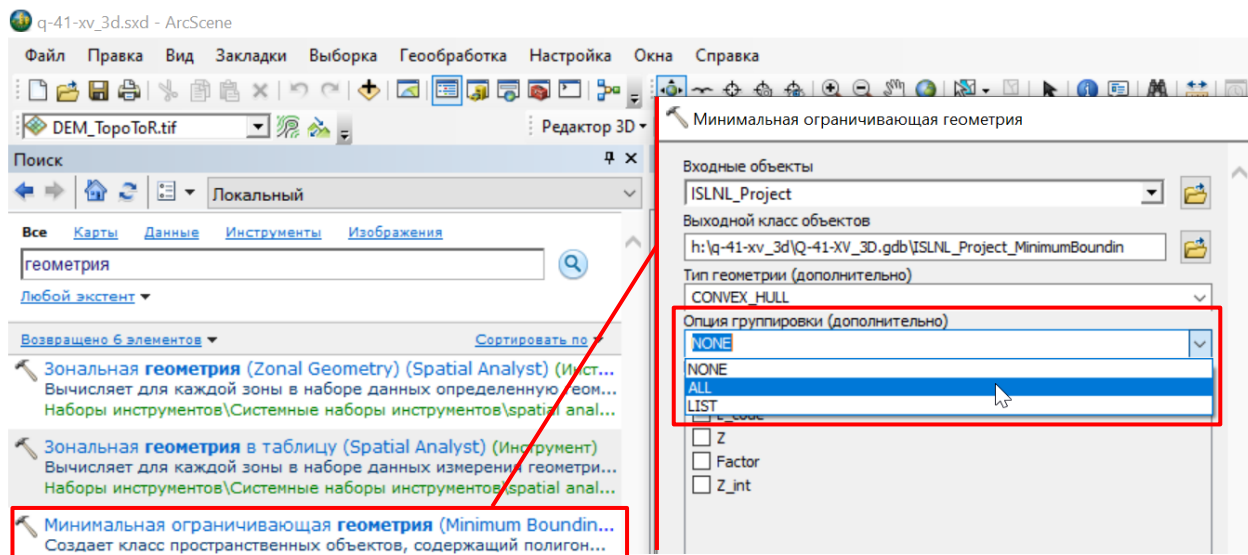 q-41-xv_3d.sxd - ArcScene
Файл Правка Вид Закладки Выборка Геообработка Настройка Окна Справка
DEM_TopoToR.tif
Редактор 3D
Поиск
Локальный
Все Карты Данные Инструменты Изображения
геометрия
Любой экстент
Возвращено 6 элементов
Сортировать по
Зональная геометрия (Zonal Geometry) (Spatial Analyst) (Инст...
Вычисляет для каждой зоны в наборе данных определенную геом...
Наборы инструментов\Системные наборы инструментов\spatial anal...
Зональная геометрия в таблицу (Spatial Analyst) (Инструмент)
Вычисляет для каждой зоны в наборе данных измерения геометри...
Наборы инструментов\Системные наборы инструментов\spatial anal...
Минимальная ограничивающая геометрия (Minimum Boundin...
Создает класс пространственных объектов, содержащий полигон...
Минимальная ограничивающая геометрия
Входные объекты
ISLNL_Project
Выходной класс объектов
h:\q-41-xv_3d\Q-41-XV_3D.gdb\ISLNL_Project_MinimumBoundin
Тип геометрии (дополнительно)
CONVEX_HULL
Опция группировки (дополнительно)
NONE
NONE
ALL
LIST
Z
Factor
Z_int